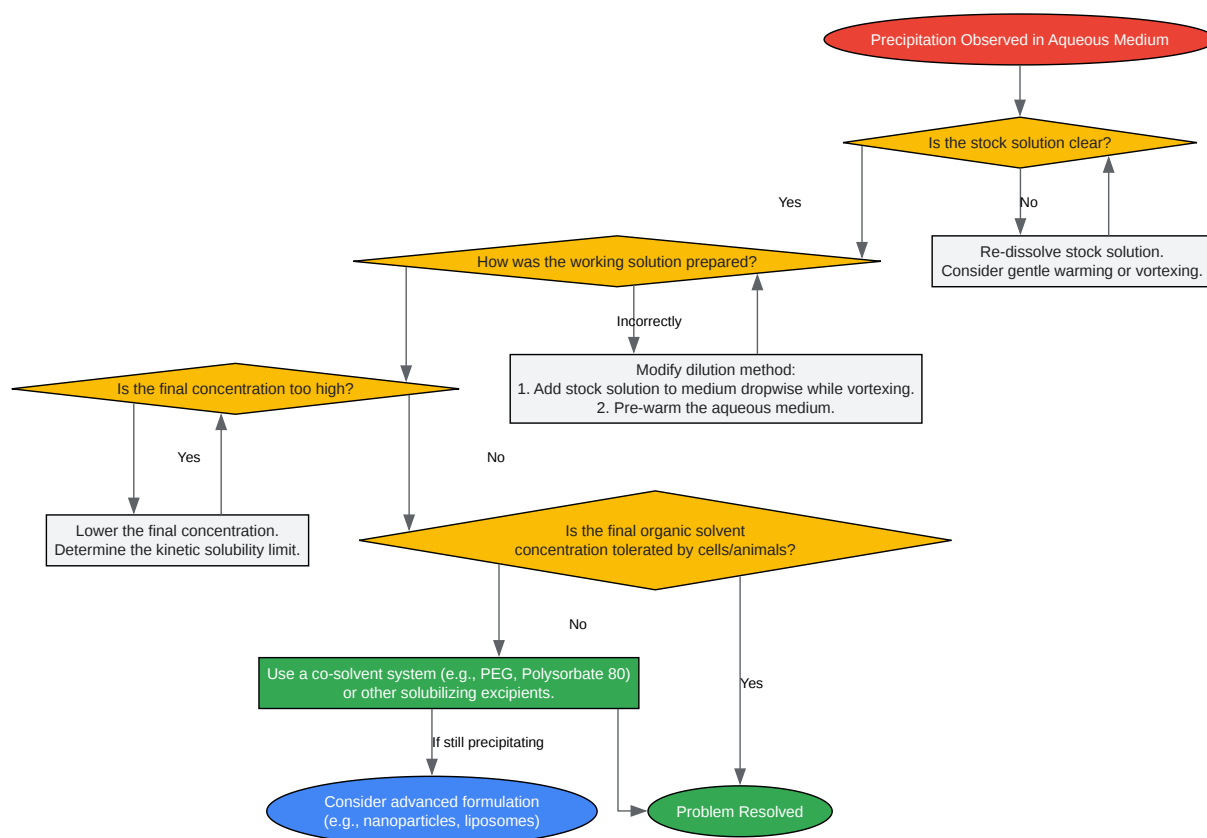 Precipitation Observed in Aqueous Medium
Is the stock solution clear?
Yes
No
Re-dissolve stock solution.
Consider gentle warming or vortexing.
How was the working solution prepared?
Incorrectly
Modify dilution method:
1. Add stock solution to medium dropwise while vortexing.
2. Pre-warm the aqueous medium.
Is the final concentration too high?
Yes
No
Lower the final concentration.
Determine the kinetic solubility limit.
Is the final organic solvent
concentration tolerated by cells/animals?
No
Yes
Use a co-solvent system (e.g., PEG, Polysorbate 80)
or other solubilizing excipients.
If still precipitating
Consider advanced formulation
(e.g., nanoparticles, liposomes)
Problem Resolved